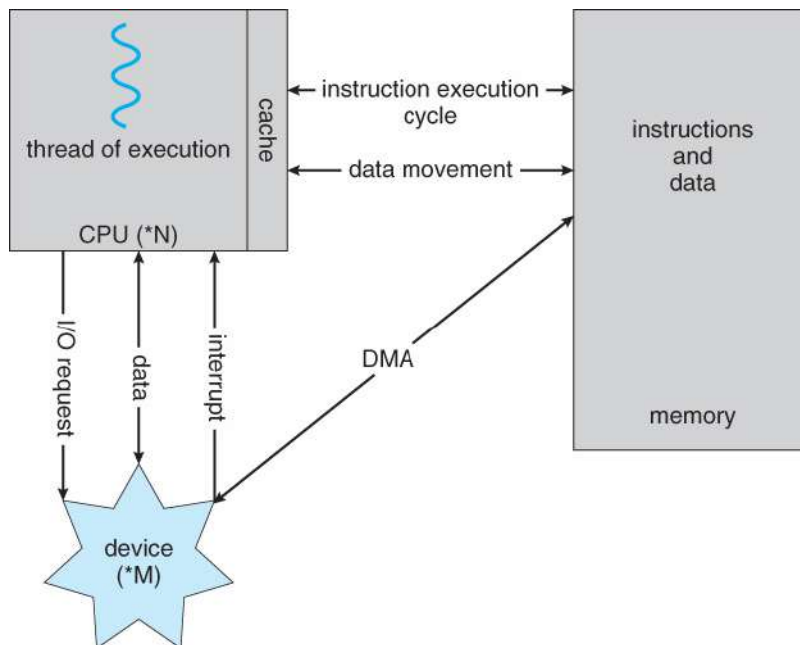 thread of execution
cache
CPU (*N)
instruction execution
cycle
data movement
instructions
and
data
memory
I/O request
data
interrupt
DMA
device
(*M)